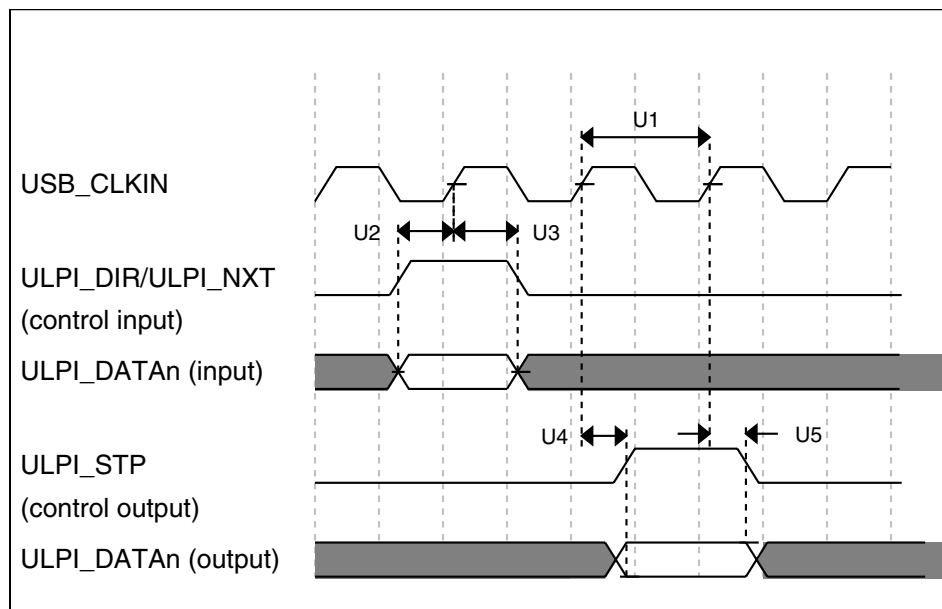 U1
USB_CLKIN
U2
U3
ULPI_DIR/ULPI_NXT
(control input)
ULPI_DATAn (input)
U4
U5
ULPI_STP
(control output)
ULPI_DATAn (output)